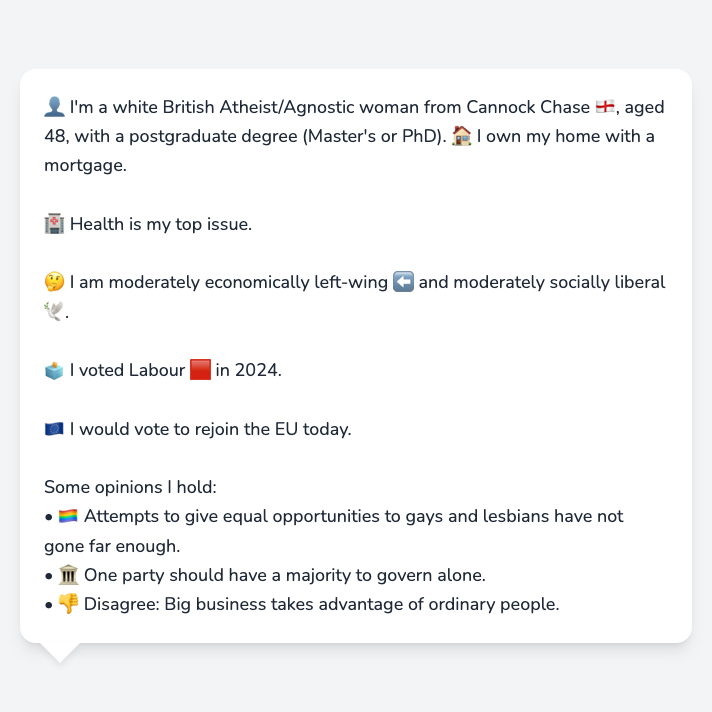 👤 I'm a white British Atheist/Agnostic woman from Cannock Chase 🏴󠁧󠁢󠁥󠁮󠁧󠁿, aged
48, with a postgraduate degree (Master's or PhD). 🏠 I own my home with a
mortgage.
🏥 Health is my top issue.
🤔 I am moderately economically left-wing ⬅️ and moderately socially liberal
🕊️.
🗳️ I voted Labour 🟥 in 2024.
🇪🇺 I would vote to rejoin the EU today.
Some opinions I hold:
• 🏳️‍🌈 Attempts to give equal opportunities to gays and lesbians have not
gone far enough.
• 🏛️ One party should have a majority to govern alone.
• 👎 Disagree: Big business takes advantage of ordinary people.